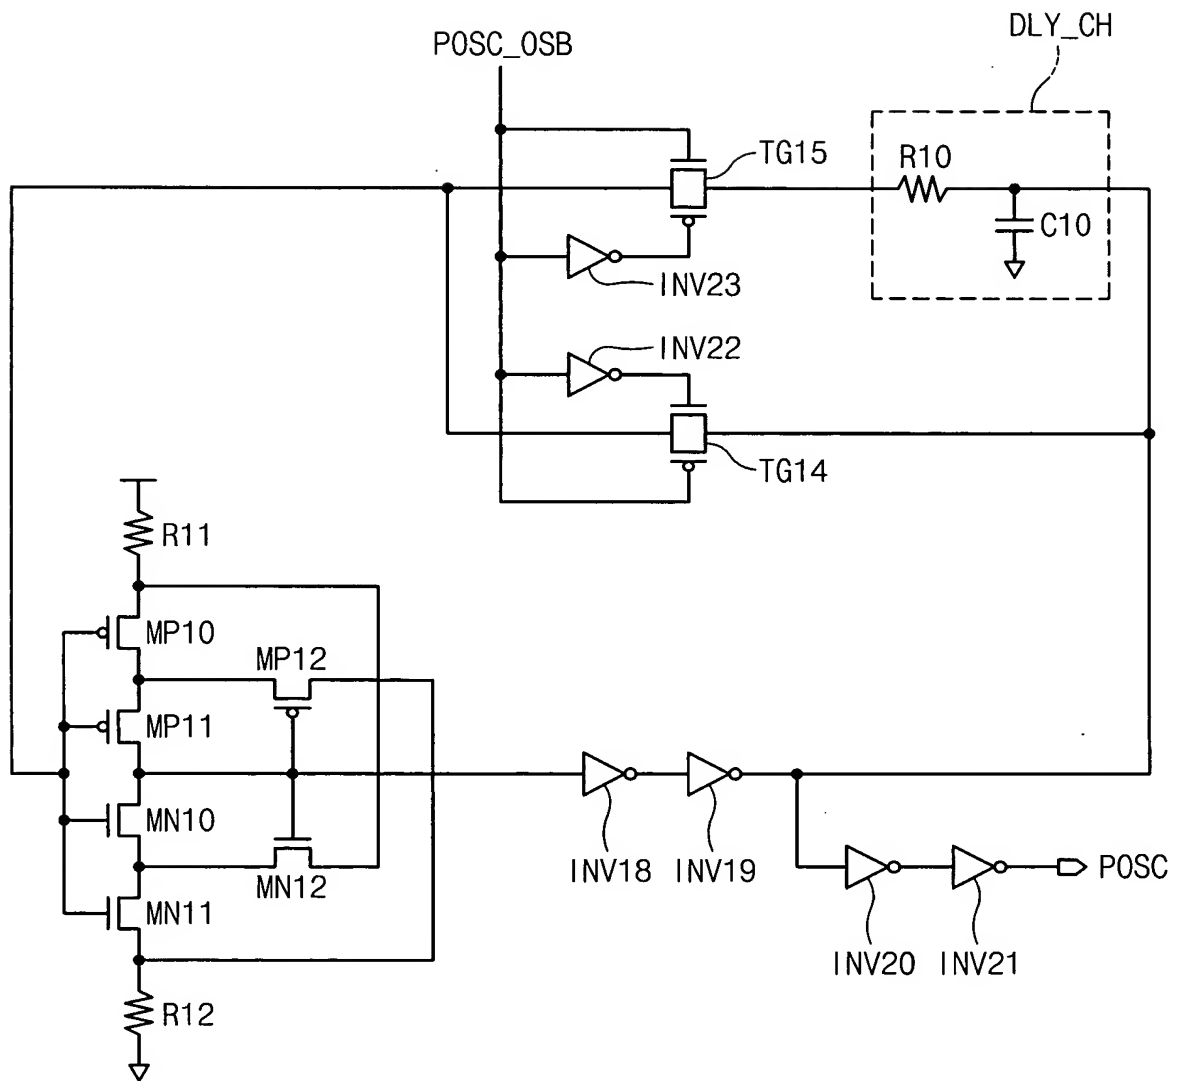 POSC_OSB
DLY_CH
TG15
R10
C10
INV23
INV22
TG14
R11
MP10
MP12
MP11
MN10
MN12
MN11
INV18
INV19
POSC
INV20
INV21
R12